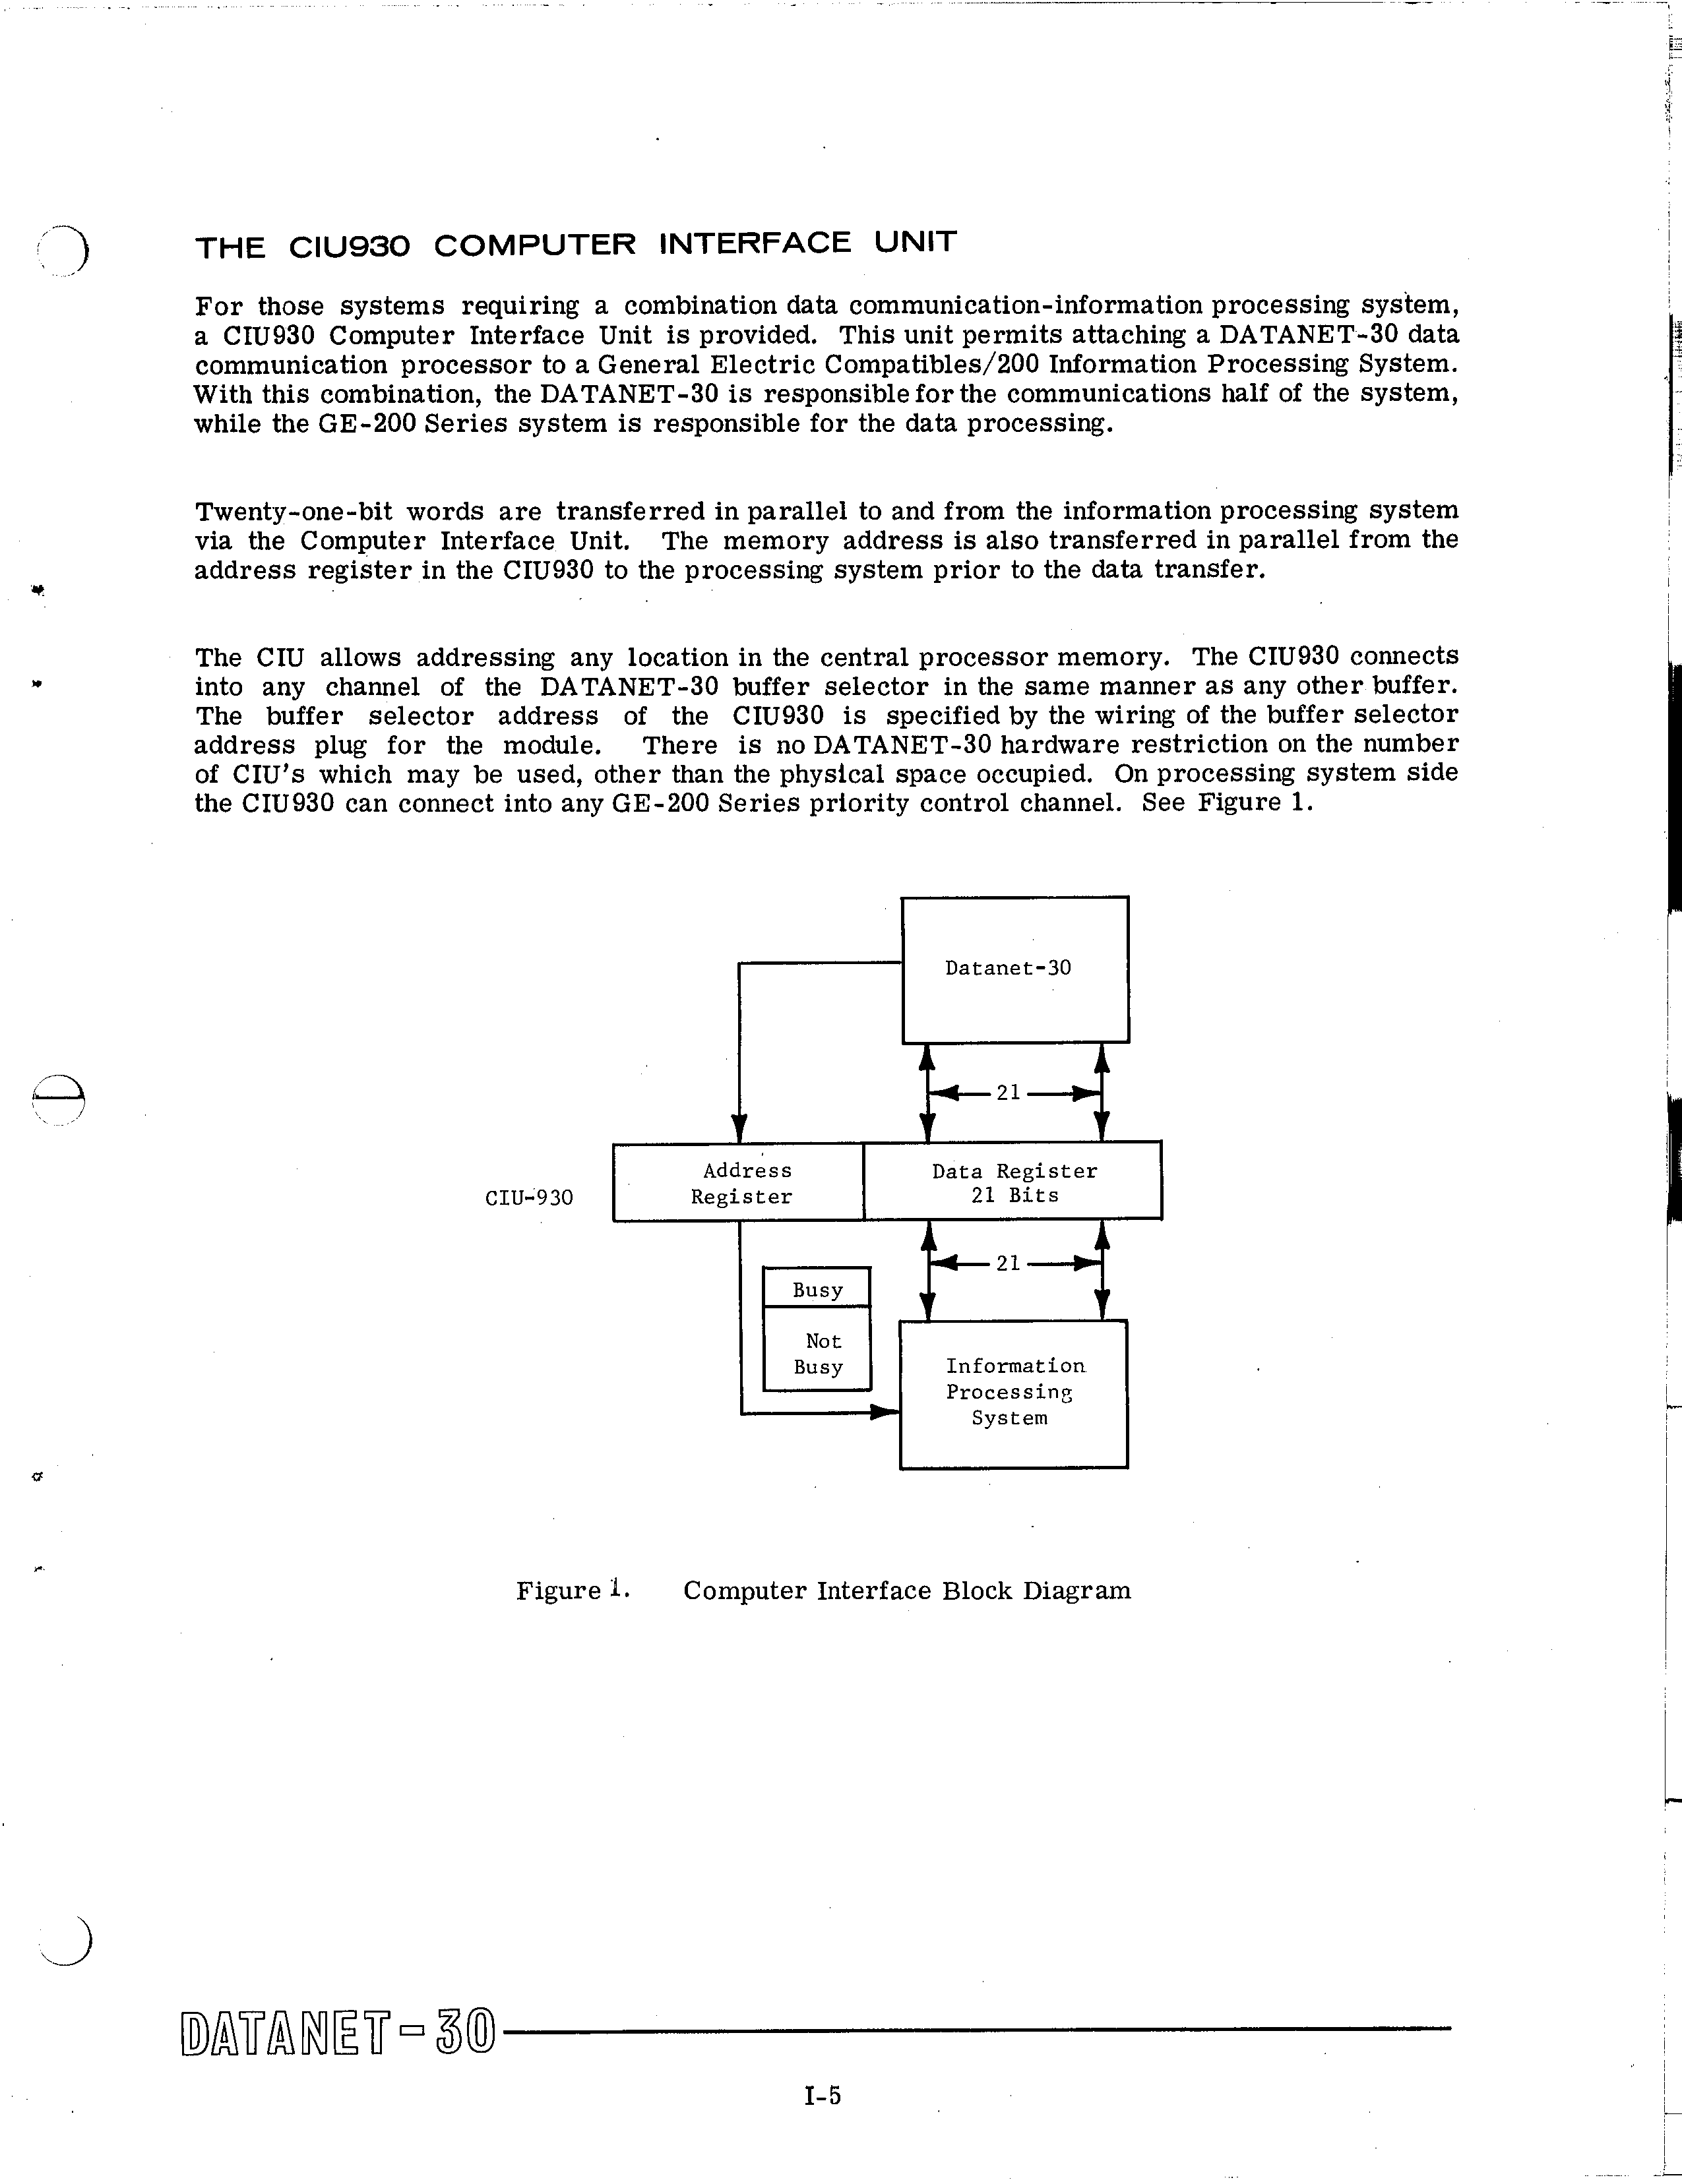 THE CIU930 COMPUTER INTERFACE UNIT
For those systems requiring a combination data communication-information processing system,
a CIU930 Computer Interface Unit is provided. This unit permits attaching a DATANET-30 data
communication processor to a General Electric Compatibles/200 Information Processing System.
With this combination, the DATANET-30 is responsible for the communications half of the system,
while the GE-200 Series system is responsible for the data processing.
Twenty-one-bit words are transferred in parallel to and from the information processing system
via the Computer Interface Unit. The memory address is also transferred in parallel from the
address register in the CIU930 to the processing system prior to the data transfer.
The CIU allows addressing any location in the central processor memory. The CIU930 connects
into any channel of the DATANET-30 buffer selector in the same manner as any other buffer.
The buffer selector address of the CIU930 is specified by the wiring of the buffer selector
address plug for the module. There is no DATANET-30 hardware restriction on the number
of CIU's which may be used, other than the physical space occupied. On processing system side
the CIU930 can connect into any GE-200 Series priority control channel. See Figure 1.
Datanet-30
21
Address
Register
Data Register
21 Bits
CIU-930
21
Busy
Not
Busy
Information
Processing
System
Figure 1. Computer Interface Block Diagram
DATANET-30
I-5